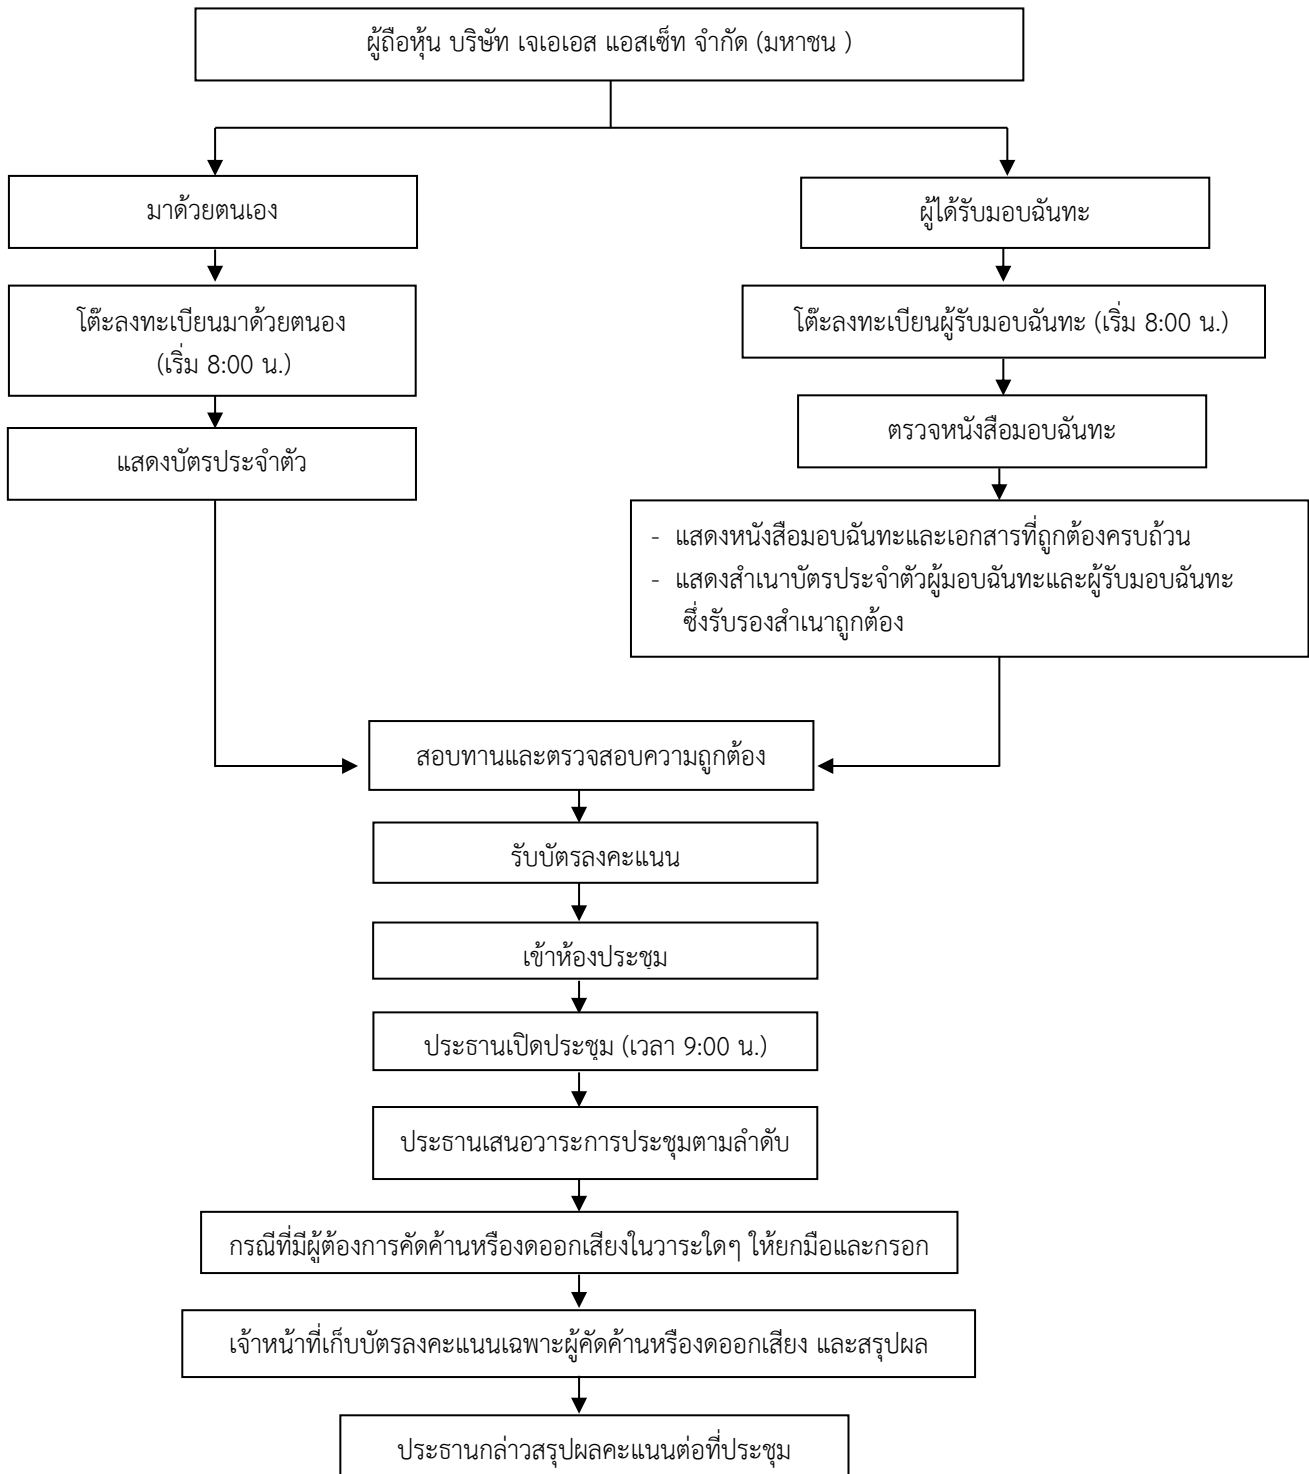 ผู้ถือหุ้น บริษัท เจเอเอส แอสเซ็ท จำกัด (มหาชน )
มาด้วยตนเอง
ผู้ได้รับมอบฉันทะ
โต๊ะลงทะเบียนมาด้วยตนอง
(เริ่ม 8:00 น.)
โต๊ะลงทะเบียนผู้รับมอบฉันทะ (เริ่ม 8:00 น.)
แสดงบัตรประจำตัว
ตรวจหนังสือมอบฉันทะ
- แสดงหนังสือมอบฉันทะและเอกสารที่ถูกต้องครบถ้วน
- แสดงสำเนาบัตรประจำตัวผู้มอบฉันทะและผู้รับมอบฉันทะ
ซึ่งรับรองสำเนาถูกต้อง
สอบทานและตรวจสอบความถูกต้อง
รับบัตรลงคะแนน
เข้าห้องประชุม
ประธานเปิดประชุม (เวลา 9:00 น.)
ประธานเสนอวาระการประชุมตามลำดับ
กรณีที่มีผู้ต้องการคัดค้านหรืองดออกเสียงในวาระใดๆ ให้ยกมือและกรอก
เจ้าหน้าที่เก็บบัตรลงคะแนนเฉพาะผู้คัดค้านหรืองดออกเสียง และสรุปผล
ประธานกล่าวสรุปผลคะแนนต่อที่ประชุม